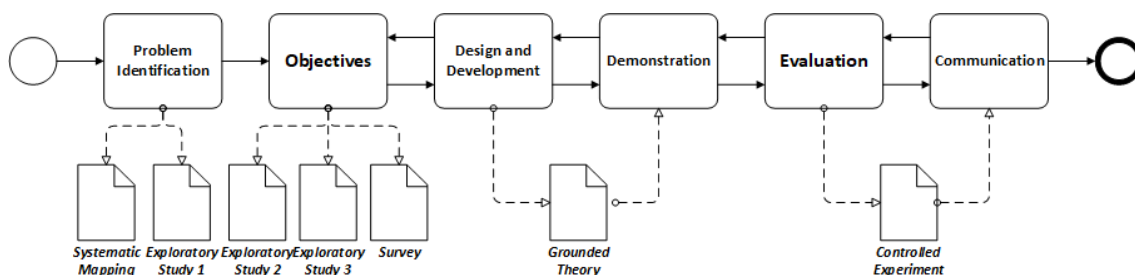 Problem
Identification
Objectives
Design and
Development
Demonstration
Evaluation
Communication
Systematic
Mapping
Exploratory
Study 1
Exploratory
Study 2
Exploratory
Study 3
Survey
Grounded
Theory
Controlled
Experiment